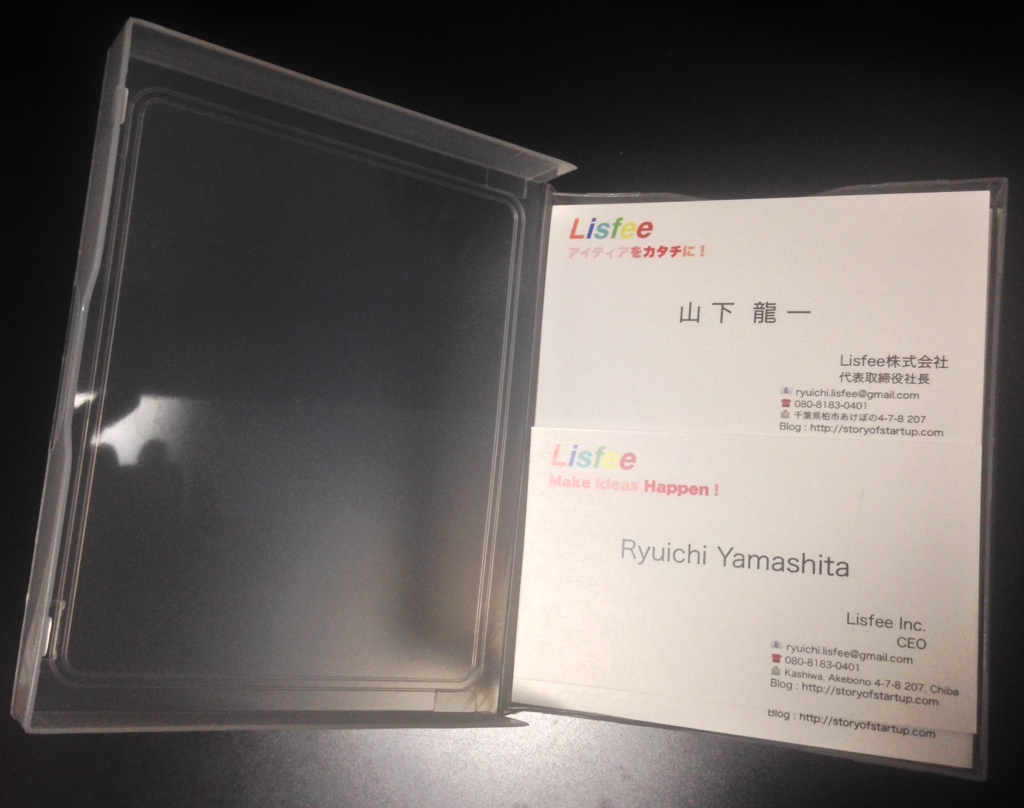 Lisfee
アイディアをカタチに！
山下 龍一
Lisfee株式会社
代表取締役社長
ryuichi.lisfee@gmail.com
080-8183-0401
千葉県柏市あけぼの4-7-8 207
Blog : http://storyofstartup.com
Lisfee
Make Ideas Happen !
Ryuichi Yamashita
Lisfee Inc.
CEO
ryuichi.lisfee@gmail.com
080-8183-0401
Kashiwa, Akebono 4-7-8 207, Chiba
Blog : http://storyofstartup.com
Blog : http://storyofstartup.com